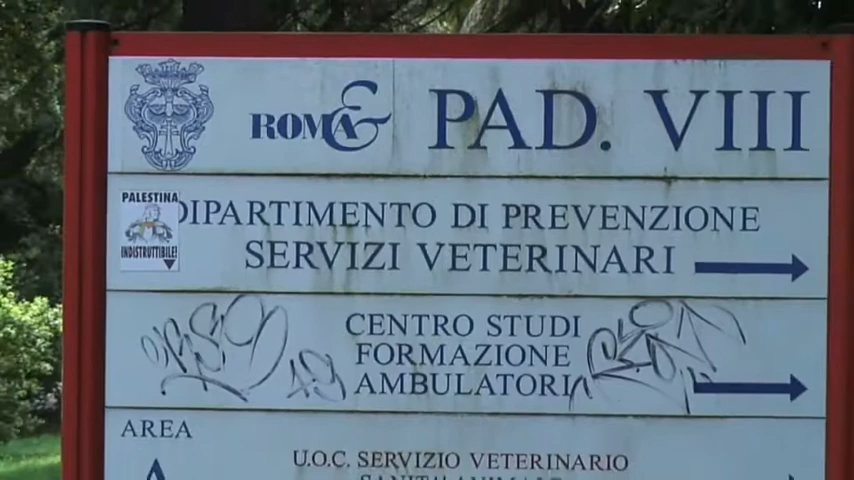 ROMA E
PAD. VIII
PALESTINA
INDISTRUTTIBILE!
DIPARTIMENTO DI PREVENZIONE
SERVIZI VETERINARI
CENTRO STUDI
FORMAZIONE
AMBULATORI
AREA
A
U.O.C. SERVIZIO VETERINARIO
SANITA' ANIMALE